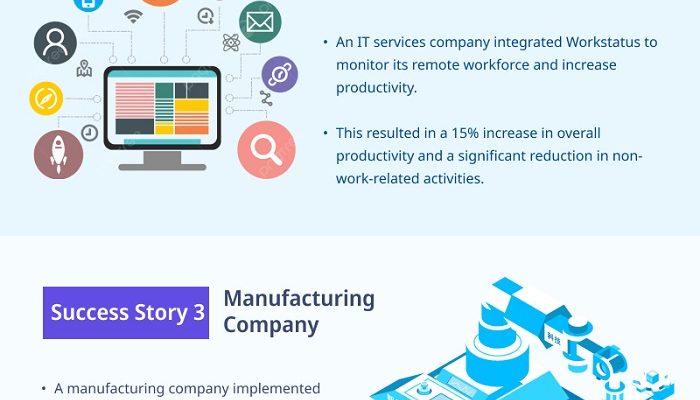 • An IT services company integrated Workstatus to
monitor its remote workforce and increase
productivity.
• This resulted in a 15% increase in overall
productivity and a significant reduction in non-
work-related activities.
Success Story 3
Manufacturing
Company
科技
• A manufacturing company implemented